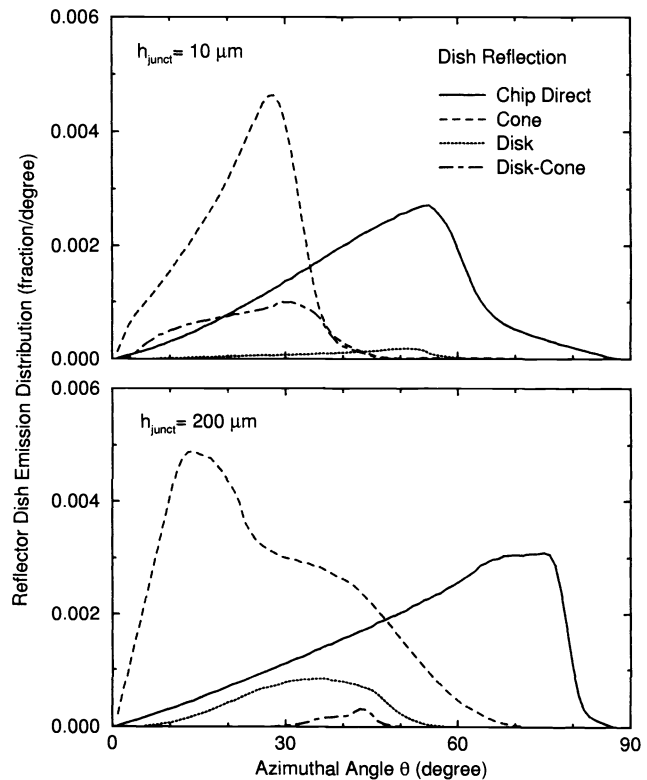 Reflector Dish Emission Distribution (fraction/degree)
0.006
0.004
0.002
0.000
h_junct = 10 μm
Dish Reflection
Chip Direct
Cone
Disk
Disk-Cone
0.006
0.004
0.002
0.000
h_junct = 200 μm
0 30 60 90
Azimuthal Angle θ (degree)